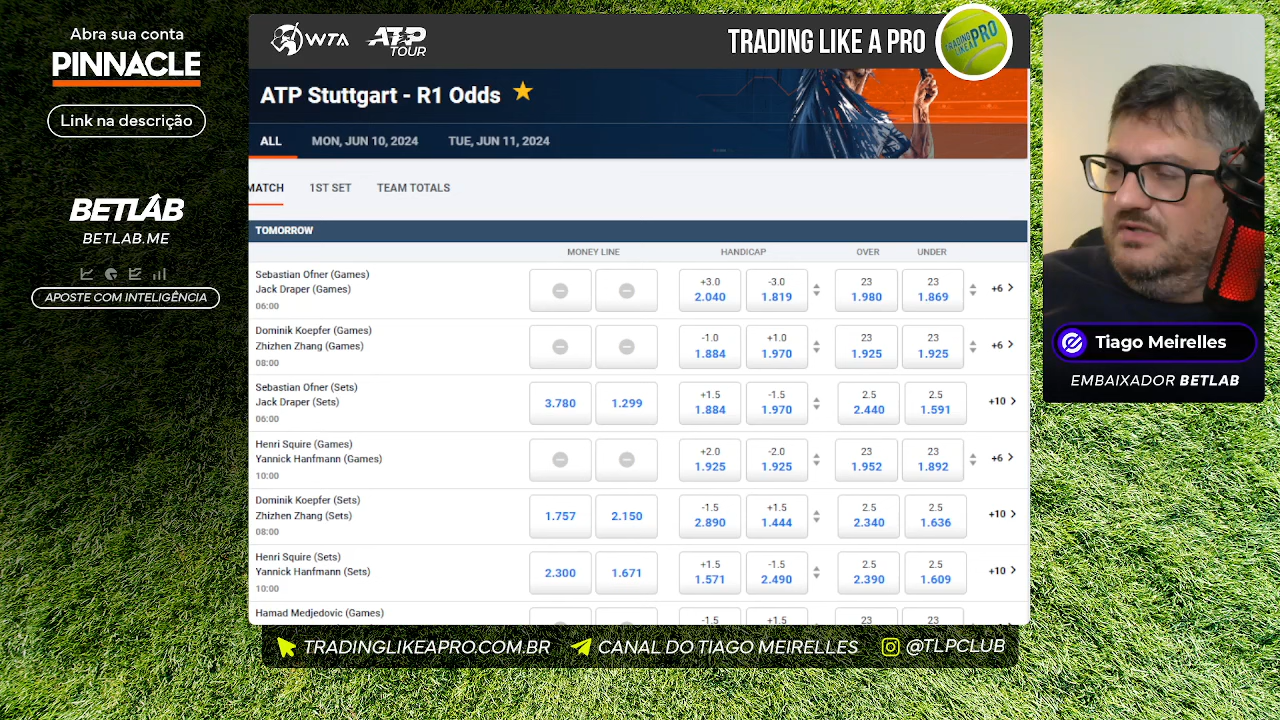 Abra sua conta
PINNACLE
Link na descrição
BETLAB
BETLAB.ME
APOSTE COM INTELIGÊNCIA
WTA
ATP
TOUR
TRADING LIKE A PRO
TRADING
LIKE A
PRO
ATP Stuttgart - R1 Odds
ALL MON, JUN 10, 2024 TUE, JUN 11, 2024
MATCH 1ST SET TEAM TOTALS
TOMORROW
MONEY LINE HANDICAP OVER UNDER
Sebastian Ofner (Games)
Jack Draper (Games)
06:00
+3.0 -3.0 23 23
2.040 1.819 1.980 1.869
+6
Dominik Koepfer (Games)
Zhizhen Zhang (Games)
08:00
-1.0 +1.0 23 23
1.884 1.970 1.925 1.925
+6
Sebastian Ofner (Sets)
Jack Draper (Sets)
06:00
3.780 1.299
+1.5 -1.5 2.5 2.5
1.884 1.970 2.440 1.591
+10
Henri Squire (Games)
Yannick Hanfmann (Games)
10:00
+2.0 -2.0 23 23
1.925 1.925 1.952 1.892
+6
Dominik Koepfer (Sets)
Zhizhen Zhang (Sets)
08:00
1.757 2.150
-1.5 +1.5 2.5 2.5
2.890 1.444 2.340 1.636
+10
Henri Squire (Sets)
Yannick Hanfmann (Sets)
10:00
2.300 1.671
+1.5 -1.5 2.5 2.5
1.571 2.490 2.390 1.609
+10
Hamad Medjedovic (Games)
-1.5 +1.5 23 23
Tiago Meirelles
EMBAIXADOR BETLAB
TRADINGLIKEAPRO.COM.BR CANAL DO TIAGO MEIRELLES @TLPCLUB